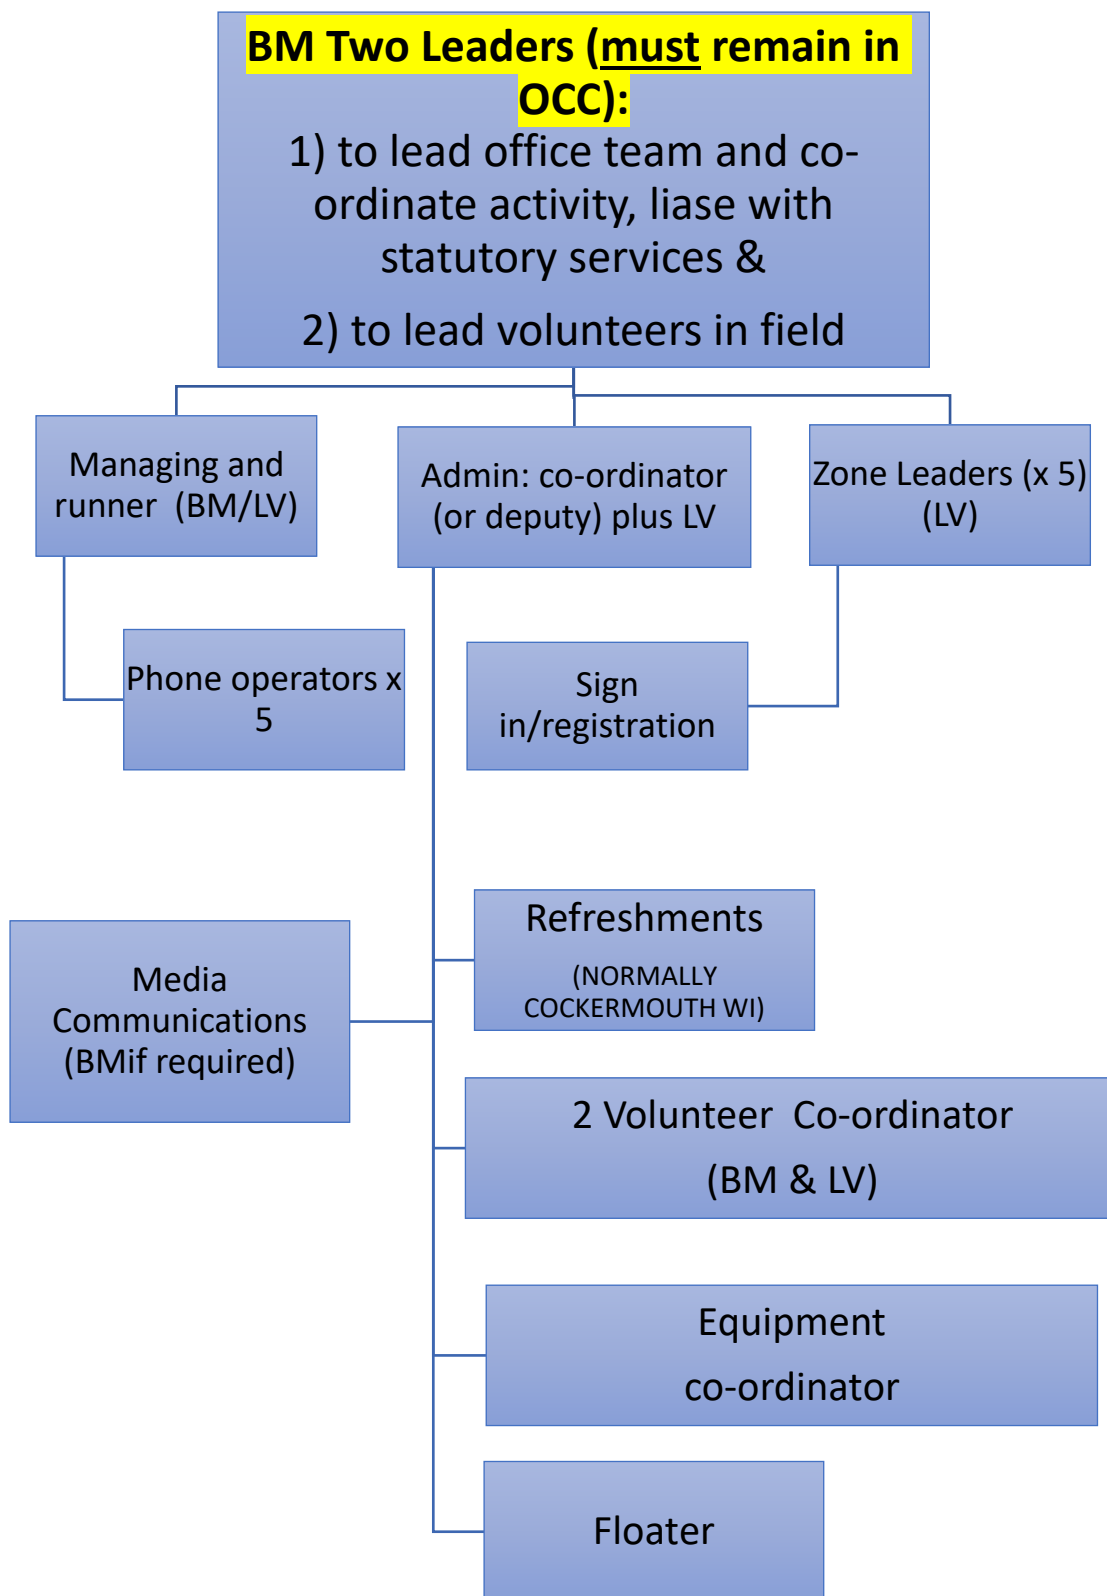 BM Two Leaders (must remain in
OCC):
1) to lead office team and co-
ordinate activity, liase with
statutory services &
2) to lead volunteers in field
Managing and
runner (BM/LV)
Admin: co-ordinator
(or deputy) plus LV
Zone Leaders (x 5)
(LV)
Phone operators x
5
Sign
in/registration
Refreshments
(NORMALLY
COCKERMOUTH WI)
Media
Communications
(BMif required)
2 Volunteer Co-ordinator
(BM & LV)
Equipment
co-ordinator
Floater